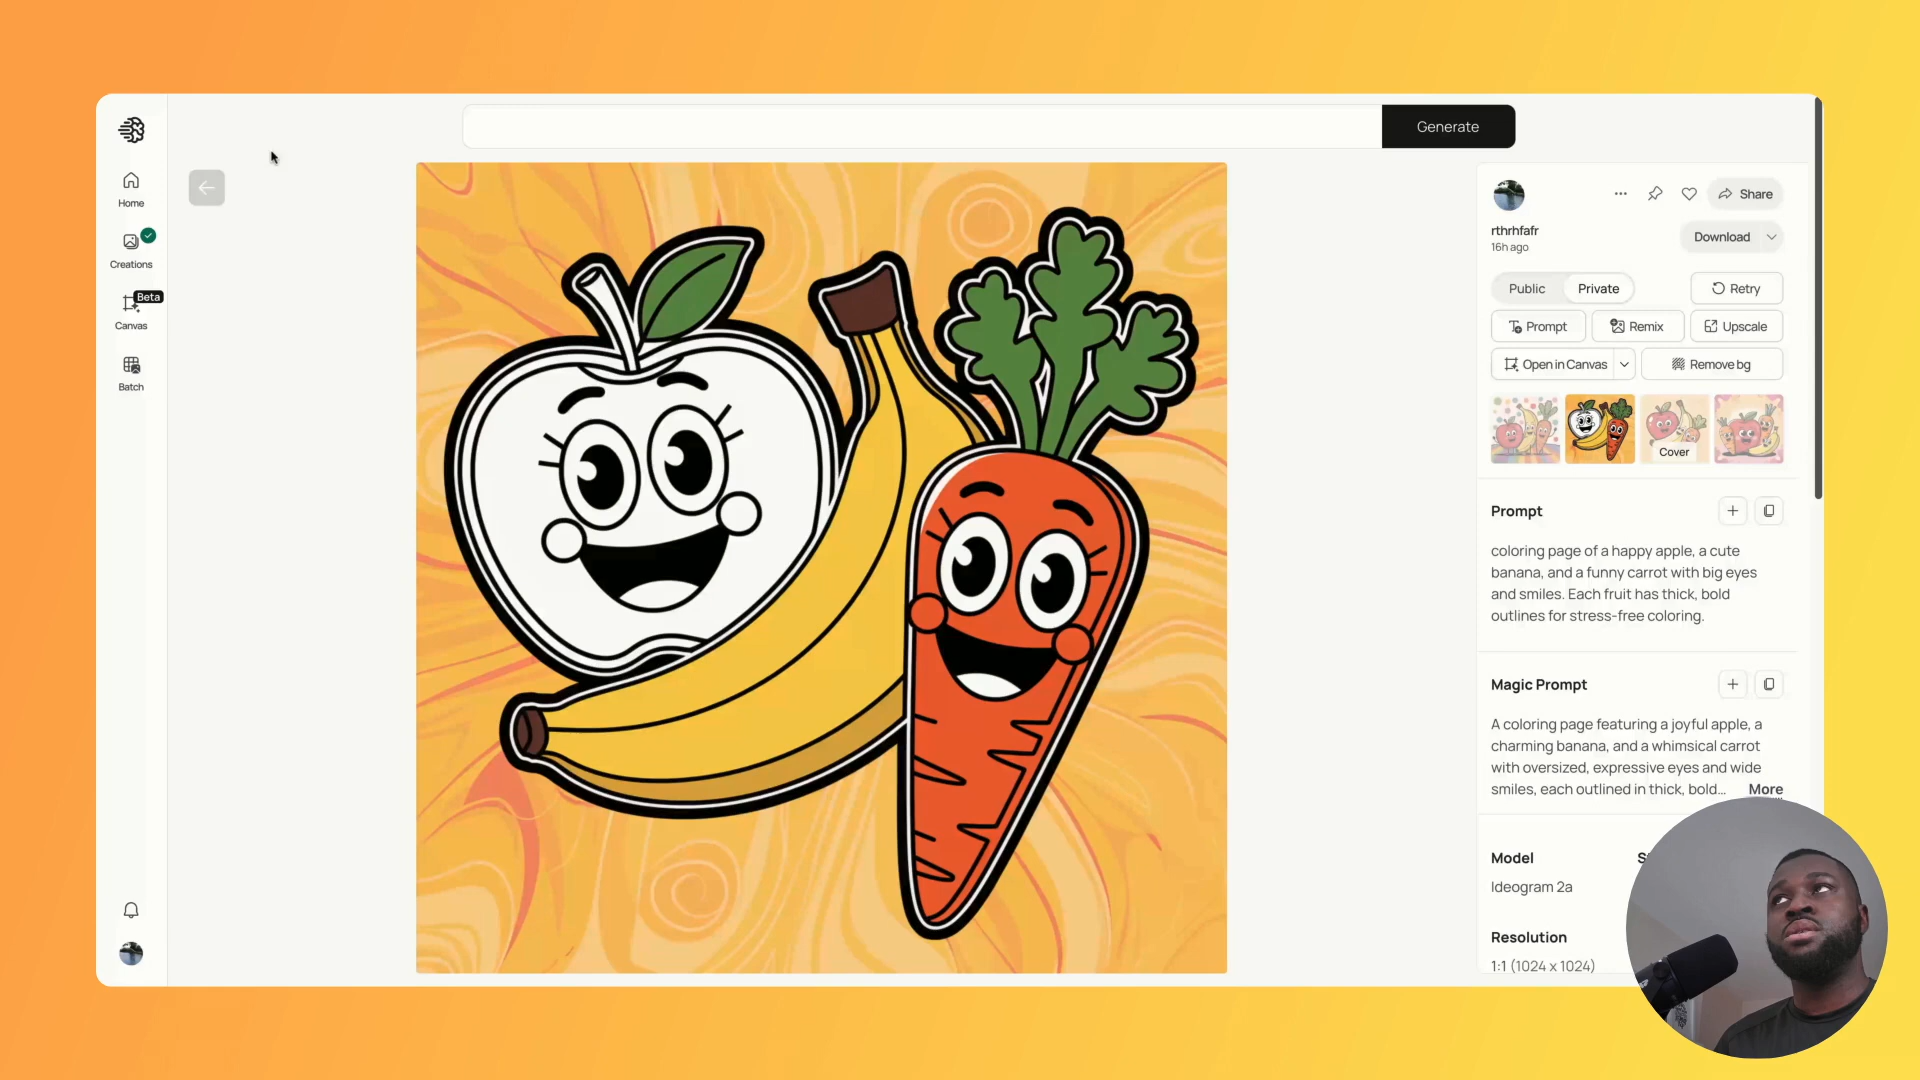 Generate
Home
Creations
Beta
Canvas
Batch
Share
rthrhfafr
16h ago
Download
Public
Private
Retry
Prompt
Remix
Upscale
Open in Canvas
Remove bg
Cover
Prompt
coloring page of a happy apple, a cute
banana, and a funny carrot with big eyes
and smiles. Each fruit has thick, bold
outlines for stress-free coloring.
Magic Prompt
A coloring page featuring a joyful apple, a
charming banana, and a whimsical carrot
with oversized, expressive eyes and wide
smiles, each outlined in thick, bold... More
Model
Ideogram 2a
Resolution
1:1 (1024 x 1024)